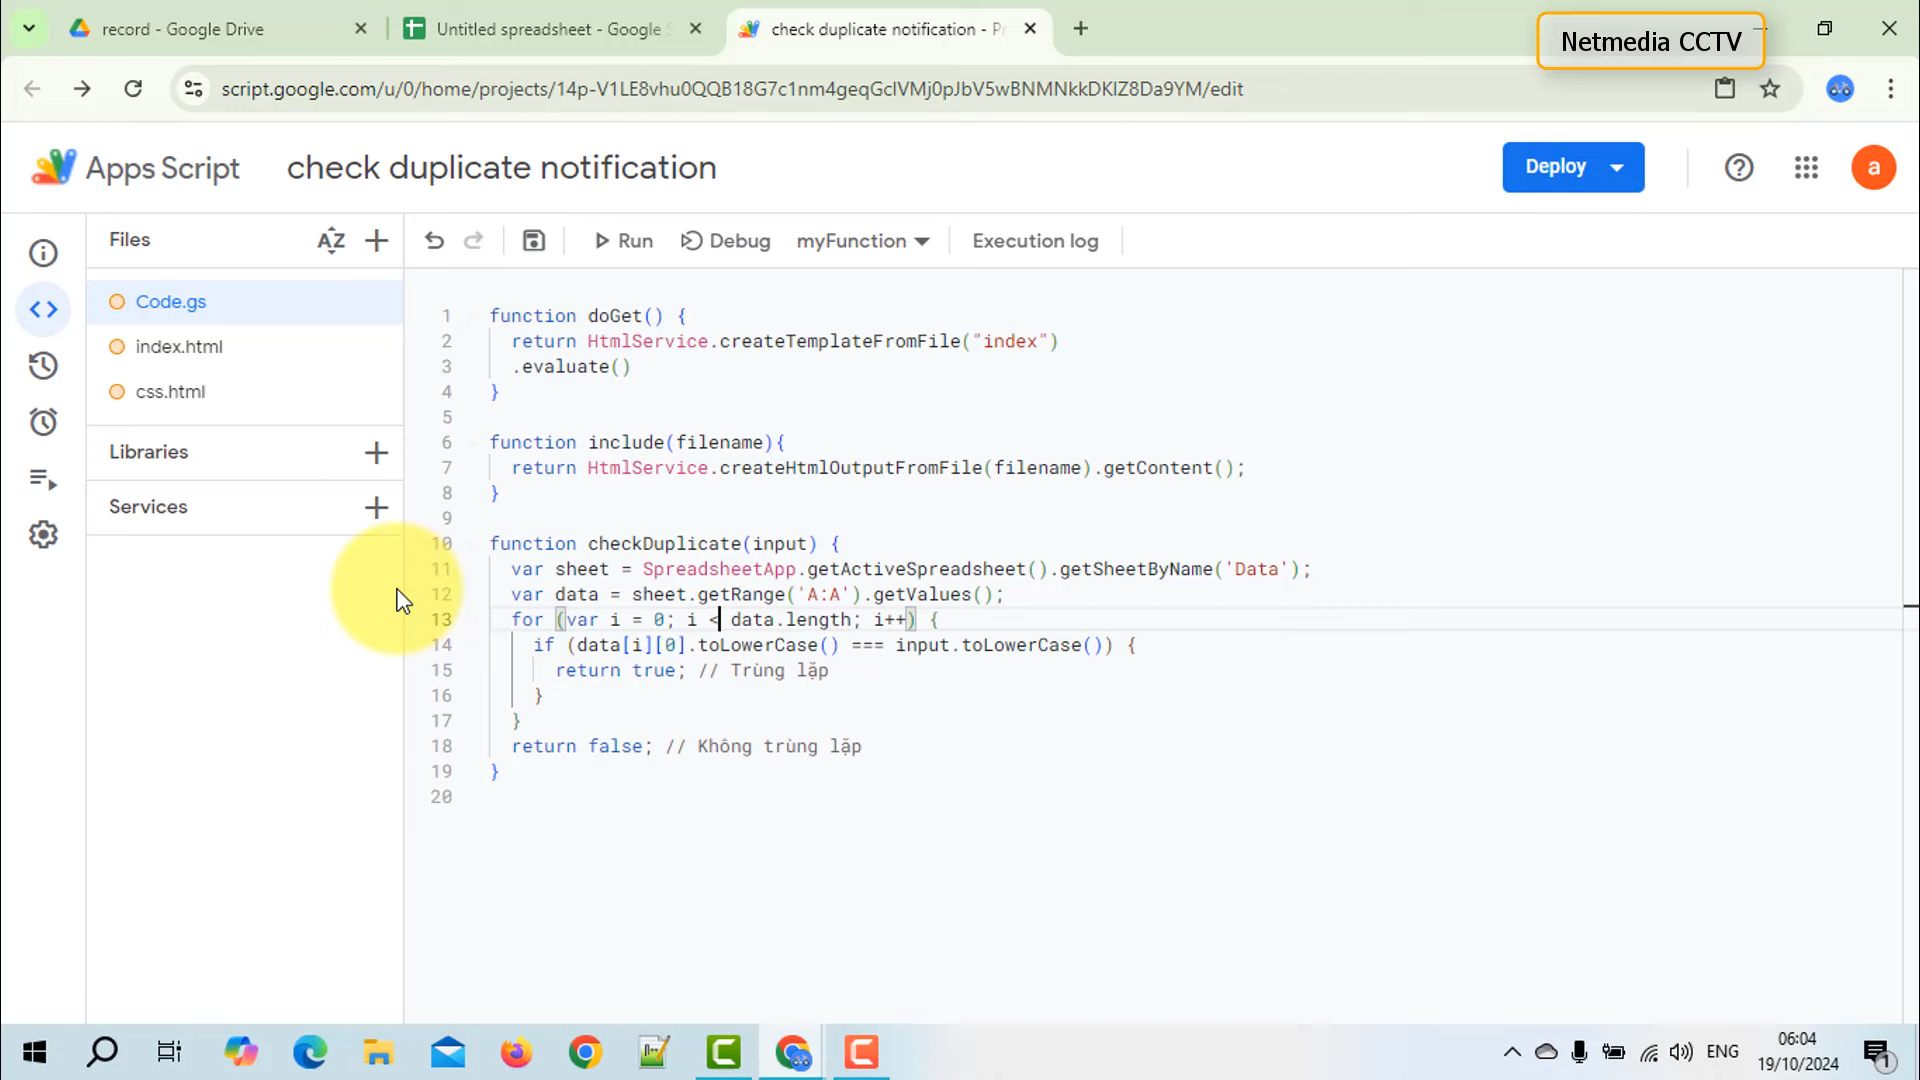 record - Google Drive
Untitled spreadsheet - Google S
check duplicate notification - Pr
Netmedia CCTV
script.google.com/u/0/home/projects/14p-V1LE8vhu0QQB18G7c1nm4geqGclVMj0pJbV5wBNMNkkDKlZ8Da9YM/edit
Apps Script
check duplicate notification
Deploy
a
Files
AZ
Run
Debug
myFunction
Execution log
Code.gs
index.html
css.html
Libraries
Services
1 function doGet() {
2 return HtmlService.createTemplateFromFile("index")
3 .evaluate()
4 }
5
6 function include(filename){
7 return HtmlService.createHtmlOutputFromFile(filename).getContent();
8 }
9
10 function checkDuplicate(input) {
11 var sheet = SpreadsheetApp.getActiveSpreadsheet().getSheetByName('Data');
12 var data = sheet.getRange('A:A').getValues();
13 for (var i = 0; i < data.length; i++) {
14 if (data[i][0].toLowerCase() === input.toLowerCase()) {
15 return true; // Trùng lặp
16 }
17 }
18 return false; // Không trùng lặp
19 }
20
ENG
06:04
19/10/2024
1